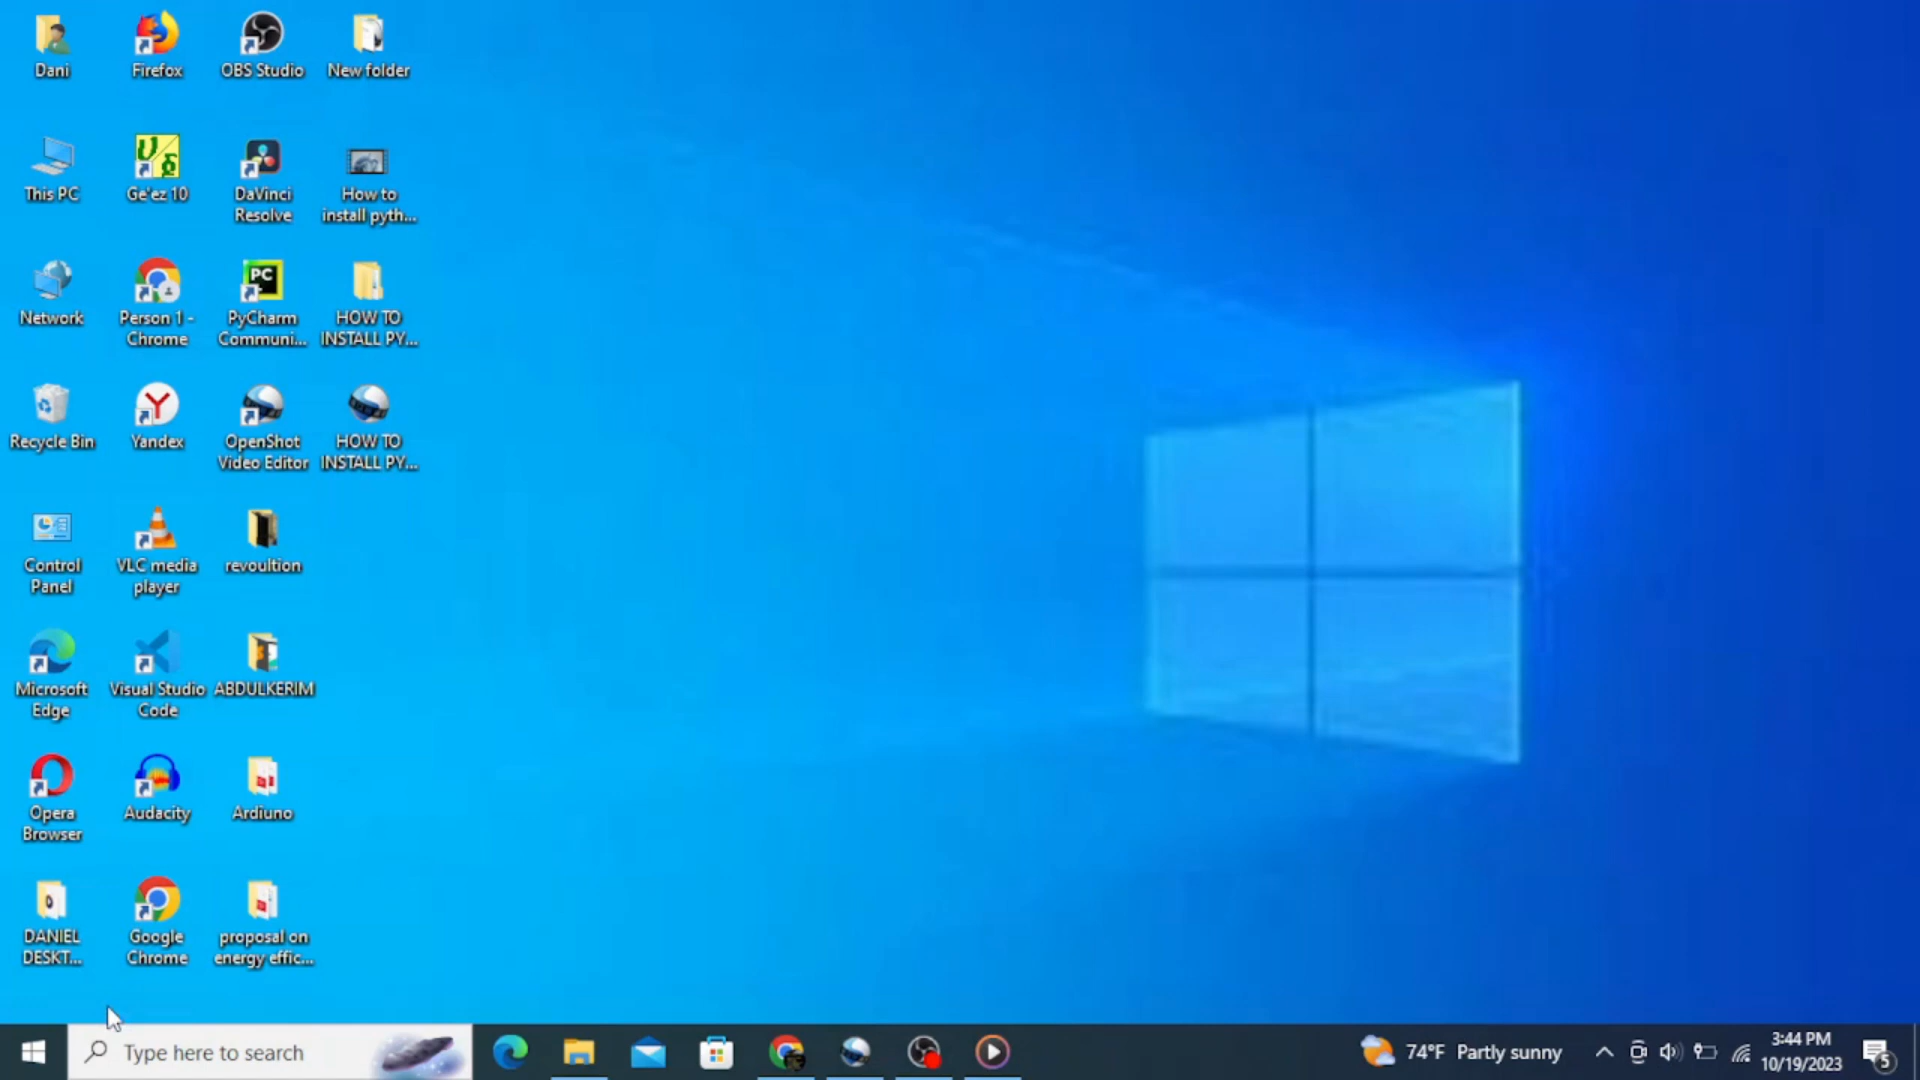 Dani
Firefox
OBS Studio
New folder
This PC
Ge'ez 10
DaVinci
Resolve
How to
install pyth...
Network
Person 1 -
Chrome
PC
PyCharm
Communi...
HOW TO
INSTALL PY...
Recycle Bin
Yandex
OpenShot
Video Editor
HOW TO
INSTALL PY...
Control
Panel
VLC media
player
revoultion
Microsoft
Edge
Visual Studio
Code
ABDULKERIM
Opera
Browser
Audacity
Ardiuno
DANIEL
DESKT...
Google
Chrome
proposal on
energy effic...
Type here to search
74°F Partly sunny
3:44 PM
10/19/2023
5